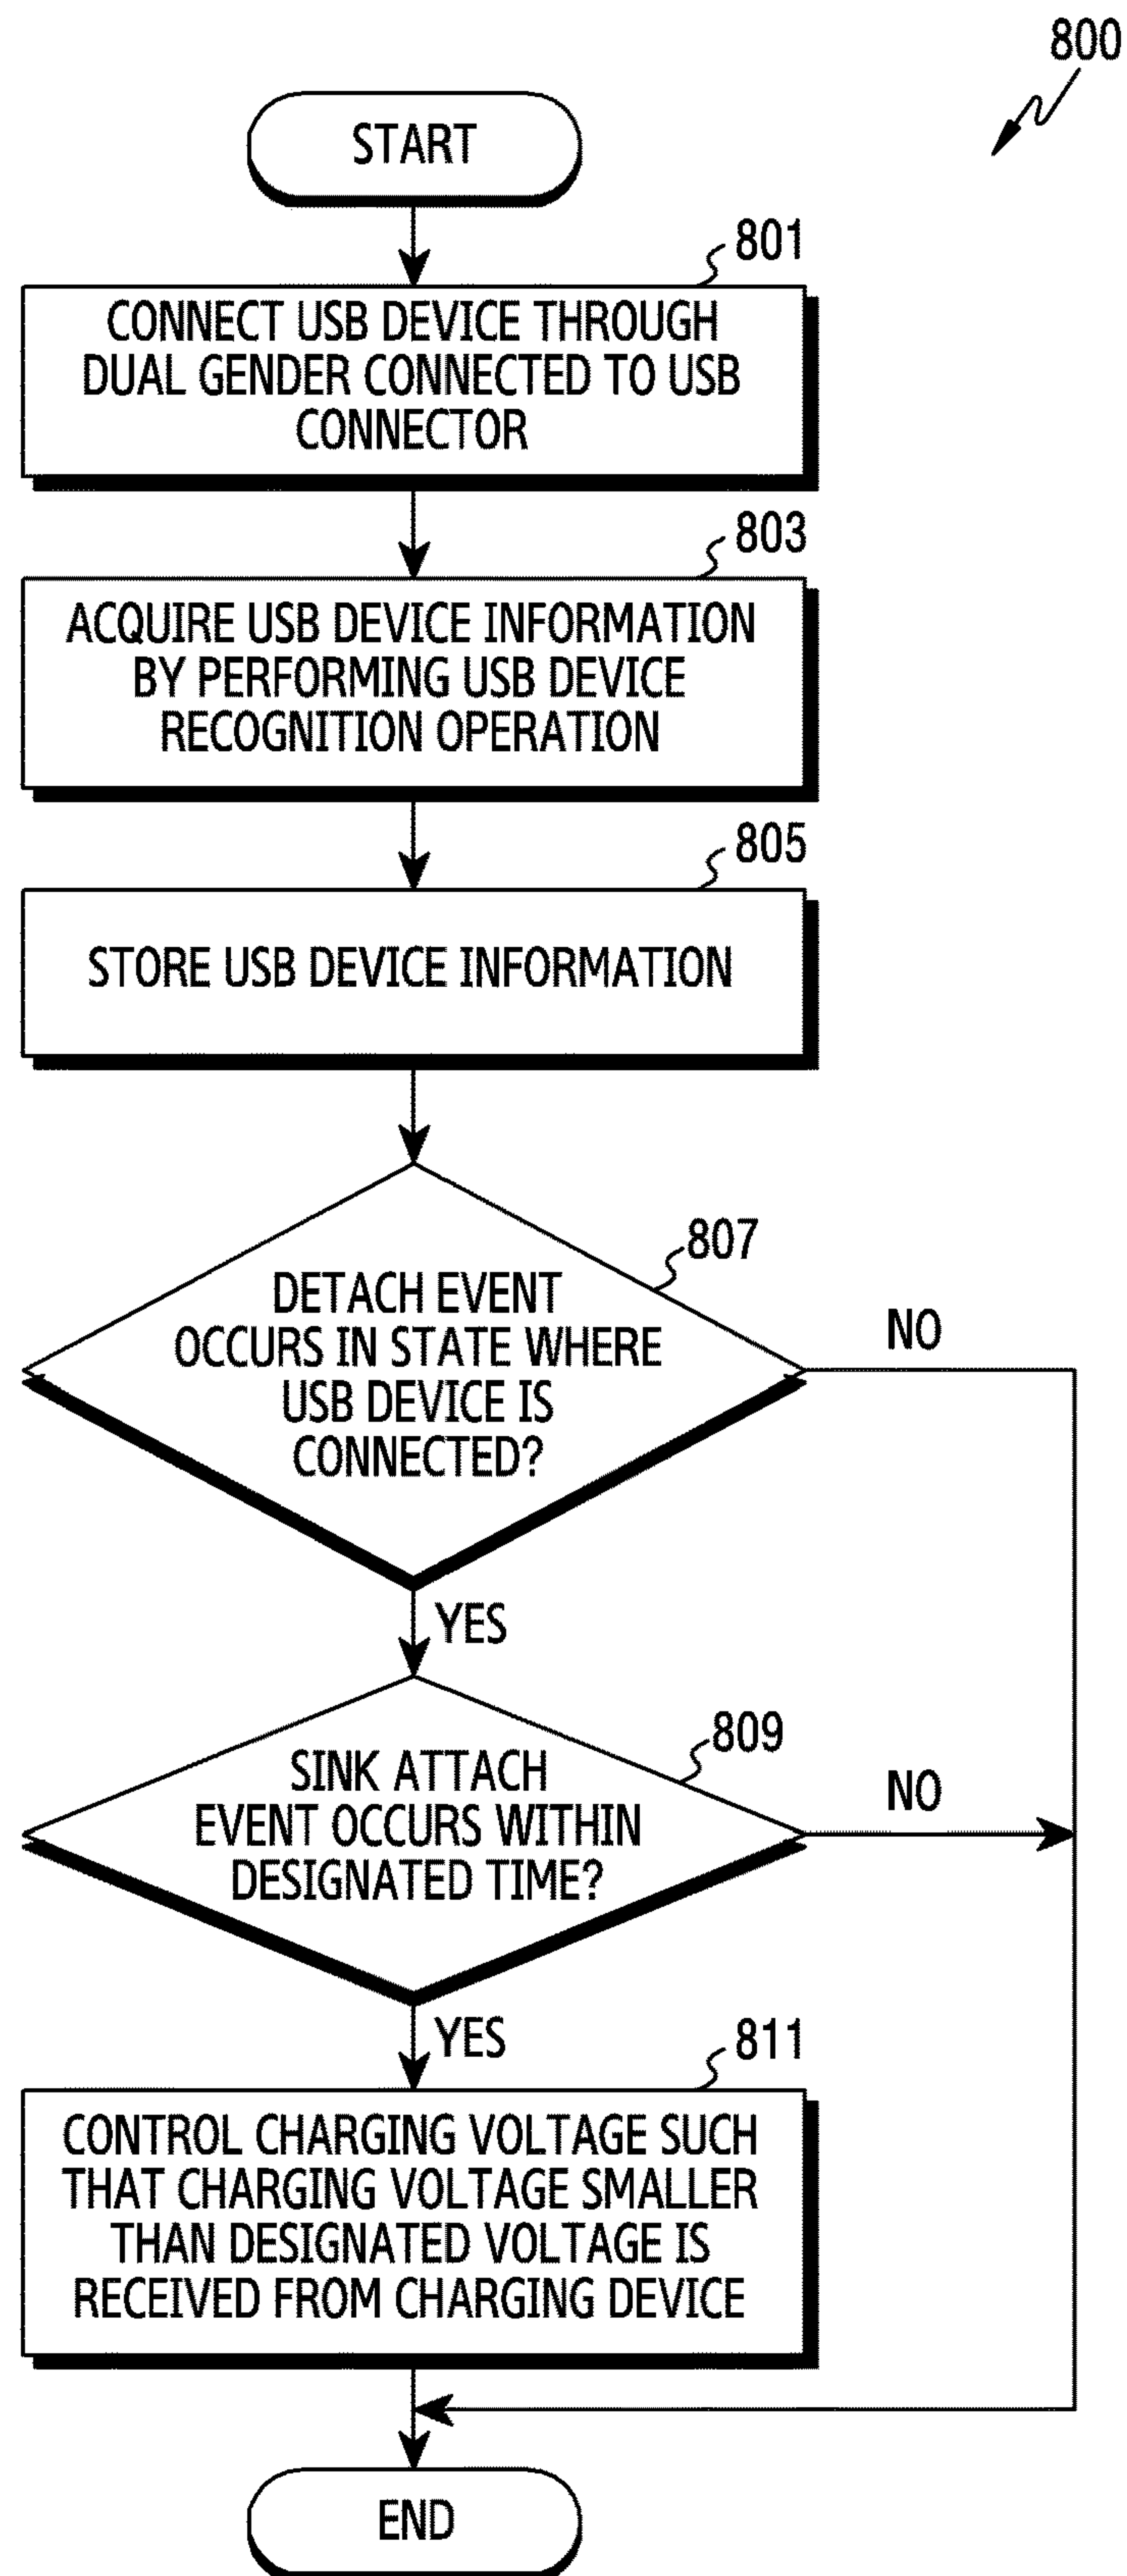 800
START
801
CONNECT USB DEVICE THROUGH
DUAL GENDER CONNECTED TO USB
CONNECTOR
803
ACQUIRE USB DEVICE INFORMATION
BY PERFORMING USB DEVICE
RECOGNITION OPERATION
805
STORE USB DEVICE INFORMATION
807
DETACH EVENT
OCCURS IN STATE WHERE
USB DEVICE IS
CONNECTED?
NO
YES
809
SINK ATTACH
EVENT OCCURS WITHIN
DESIGNATED TIME?
NO
YES
811
CONTROL CHARGING VOLTAGE SUCH
THAT CHARGING VOLTAGE SMALLER
THAN DESIGNATED VOLTAGE IS
RECEIVED FROM CHARGING DEVICE
END